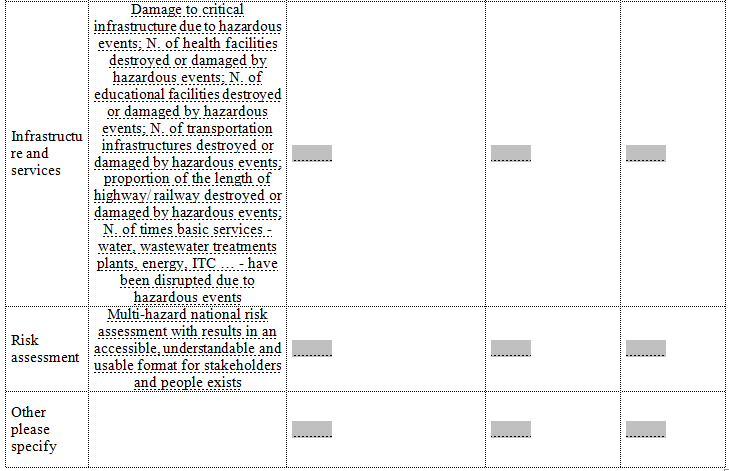 Damage to critical
infrastructure due to hazardous
events; N. of health facilities
destroyed or damaged by
hazardous events; N. of
educational facilities destroyed
or damaged by hazardous
events; N. of transportation
infrastructures destroyed or
damaged by hazardous events;
proportion of the length of
highway/ railway destroyed or
damaged by hazardous events;
N. of times basic services -
water, wastewater treatments
plants, energy, ITC … - have
been disrupted due to
hazardous events
Infrastructu
re and
services
Multi-hazard national risk
assessment with results in an
accessible, understandable and
usable format for stakeholders
and people exists
Risk
assessment
Other
please
specify